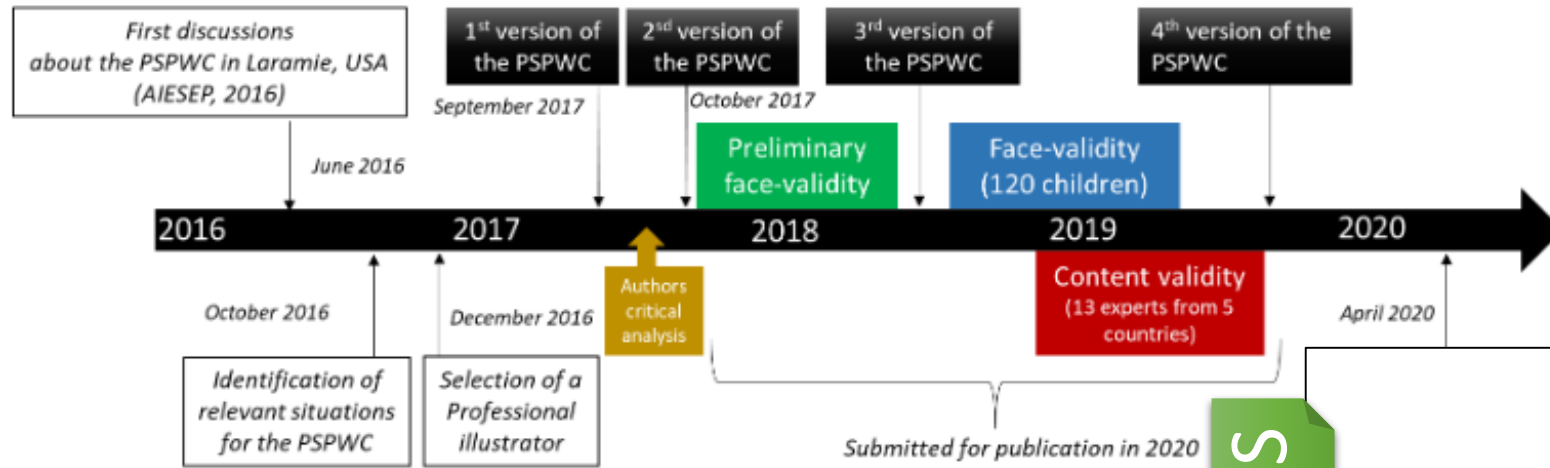 First discussions
about the PSPWC in Laramie, USA
(AIESEP, 2016)
1st version of
the PSPWC
2sd version of
the PSPWC
3rd version of
the PSPWC
4th version of the
PSPWC
September 2017
October 2017
June 2016
Preliminary
face-validity
Face-validity
(120 children)
2016
2017
2018
2019
2020
October 2016
December 2016
Authors
critical
analysis
Content validity
(13 experts from 5
countries)
April 2020
Identification of
relevant situations
for the PSPWC
Selection of a
Professional
illustrator
Submitted for publication in 2020
S